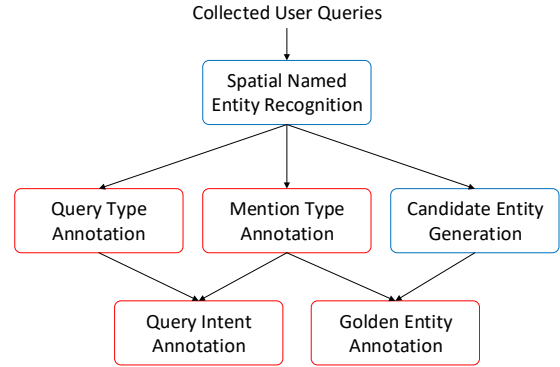 Collected User Queries
Spatial Named
Entity Recognition
Query Type
Annotation
Mention Type
Annotation
Candidate Entity
Generation
Query Intent
Annotation
Golden Entity
Annotation